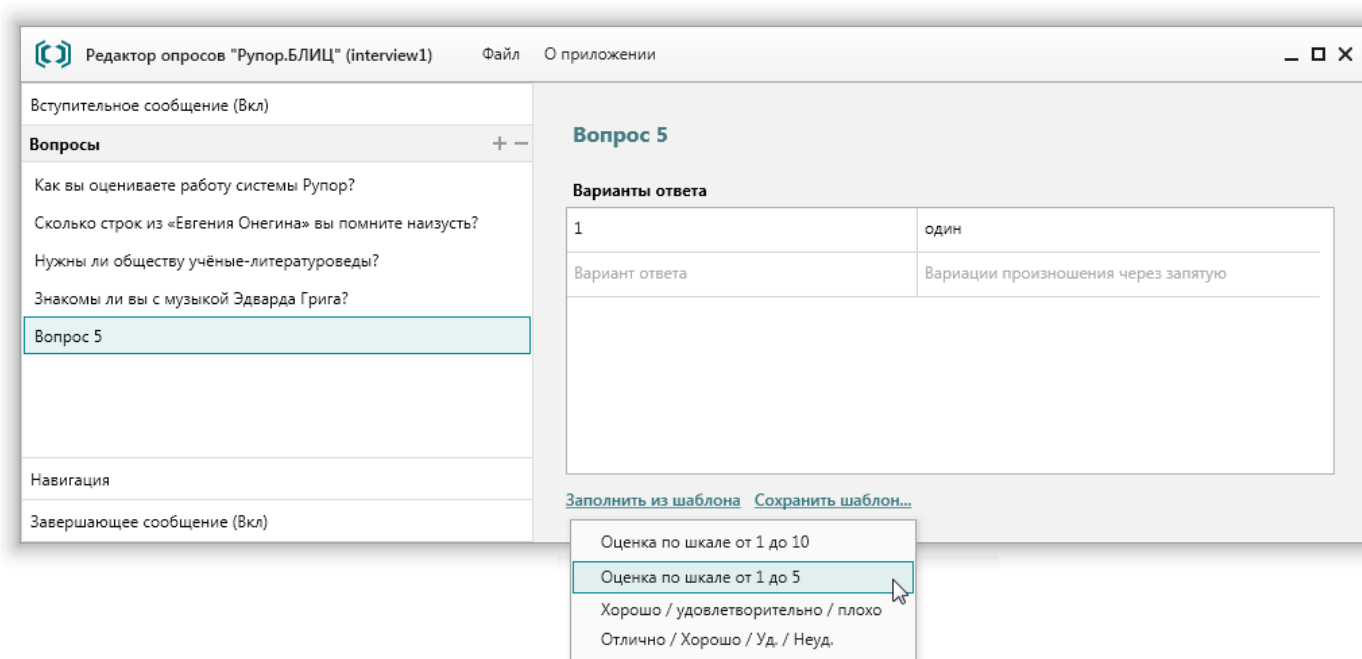 Редактор опросов "Рупор.БЛИЦ" (interview1) Файл О приложении
Вступительное сообщение (Вкл)
Вопросы
Как вы оцениваете работу системы Рупор?
Сколько строк из «Евгения Онегина» вы помните наизусть?
Нужны ли обществу учёные-литературоведы?
Знакомы ли вы с музыкой Эдварда Грига?
Вопрос 5
Навигация
Завершающее сообщение (Вкл)
Вопрос 5
Варианты ответа
1 один
Вариант ответа Вариации произношения через запятую
Заполнить из шаблона Сохранить шаблон...
Оценка по шкале от 1 до 10
Оценка по шкале от 1 до 5
Хорошо / удовлетворительно / плохо
Отлично / Хорошо / Уд. / Неуд.